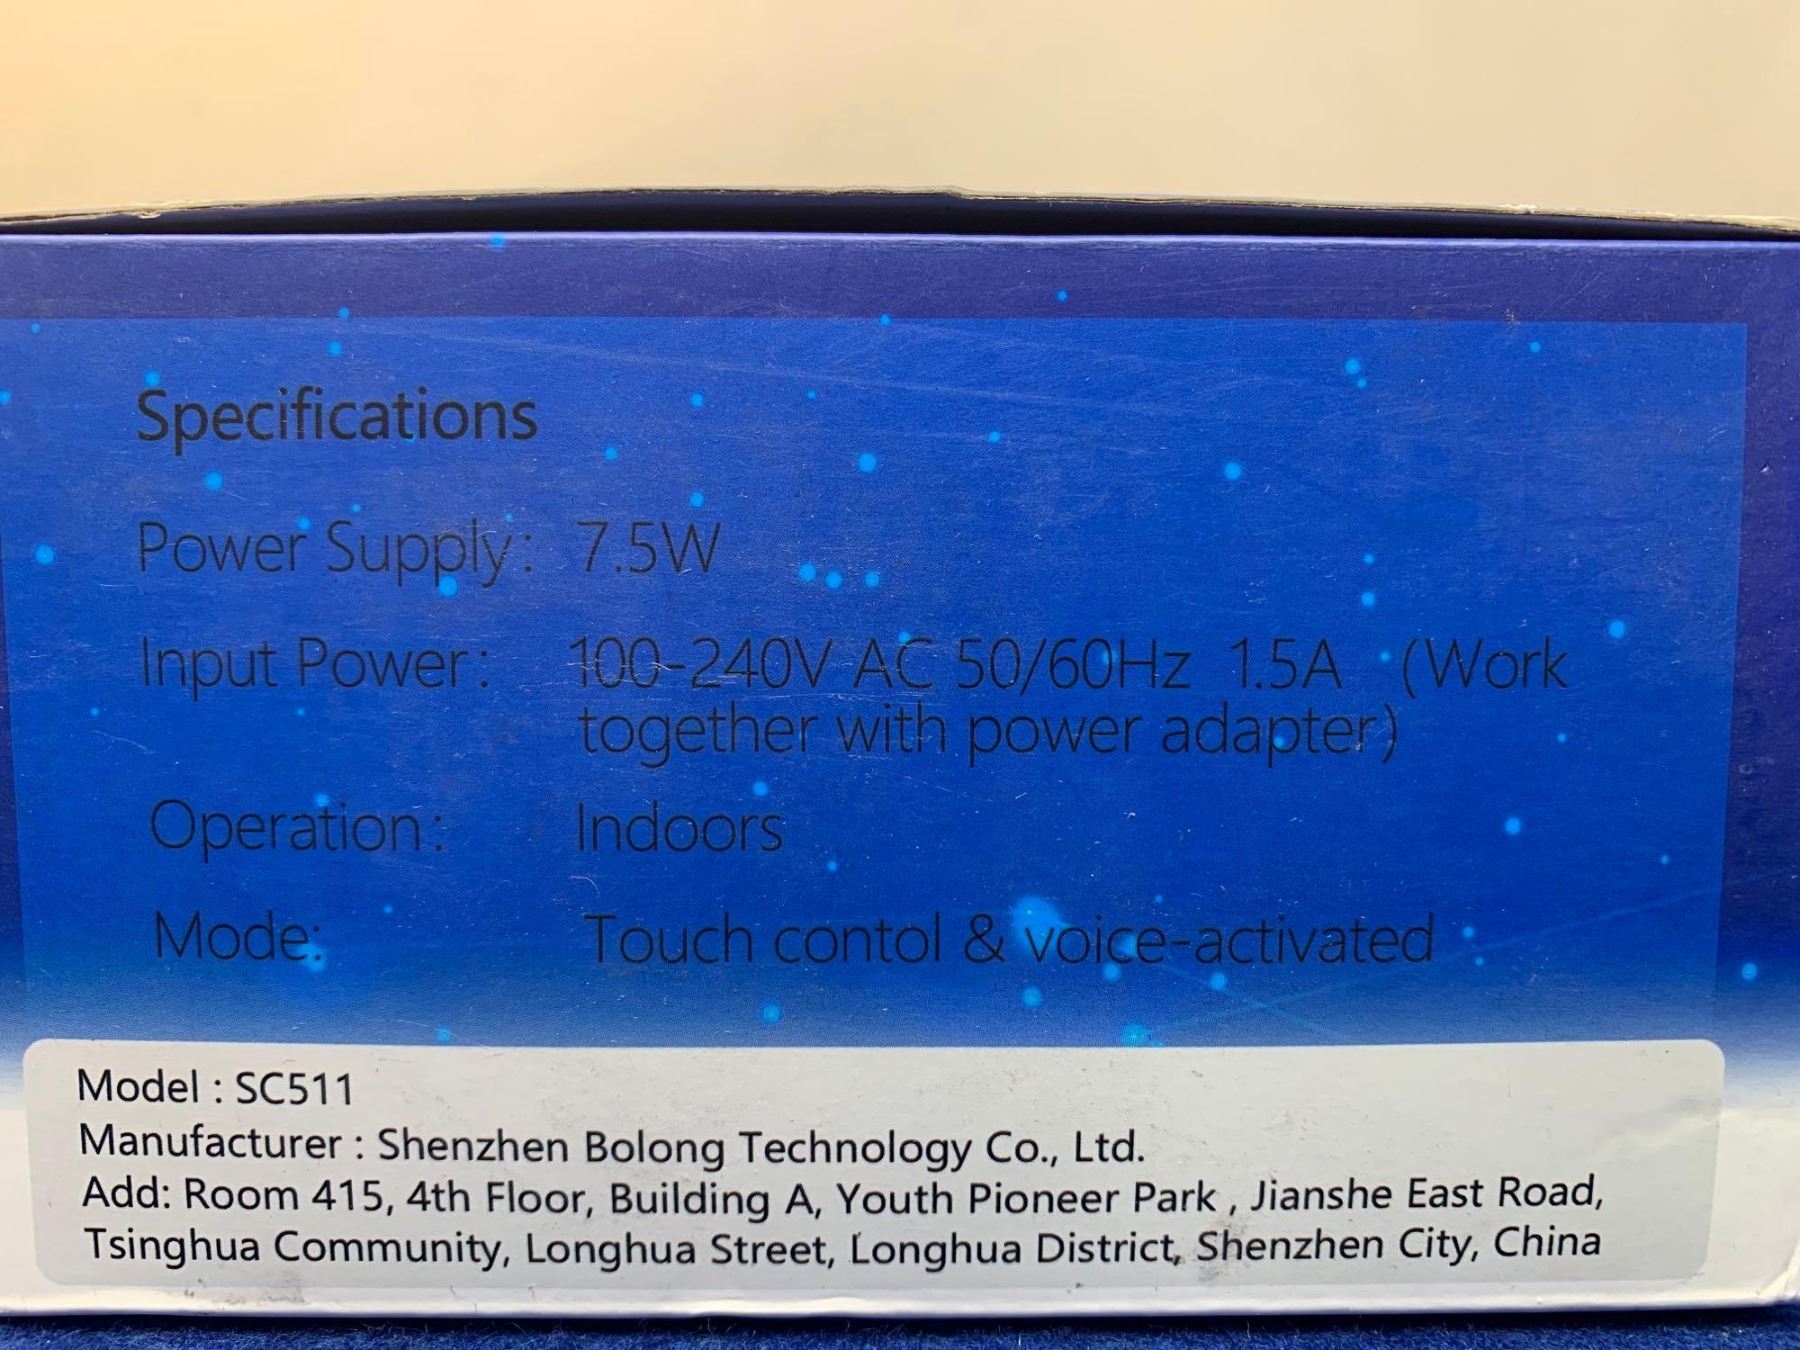 Specifications
Power Supply: 7.5W
Input Power: 100-240V AC 50/60Hz 1.5A (Work
together with power adapter)
Operation: Indoors
Mode: Touch contol & voice-activated
Model : SC511
Manufacturer : Shenzhen Bolong Technology Co., Ltd.
Add: Room 415, 4th Floor, Building A, Youth Pioneer Park , Jianshe East Road,
Tsinghua Community, Longhua Street, Longhua District, Shenzhen City, China